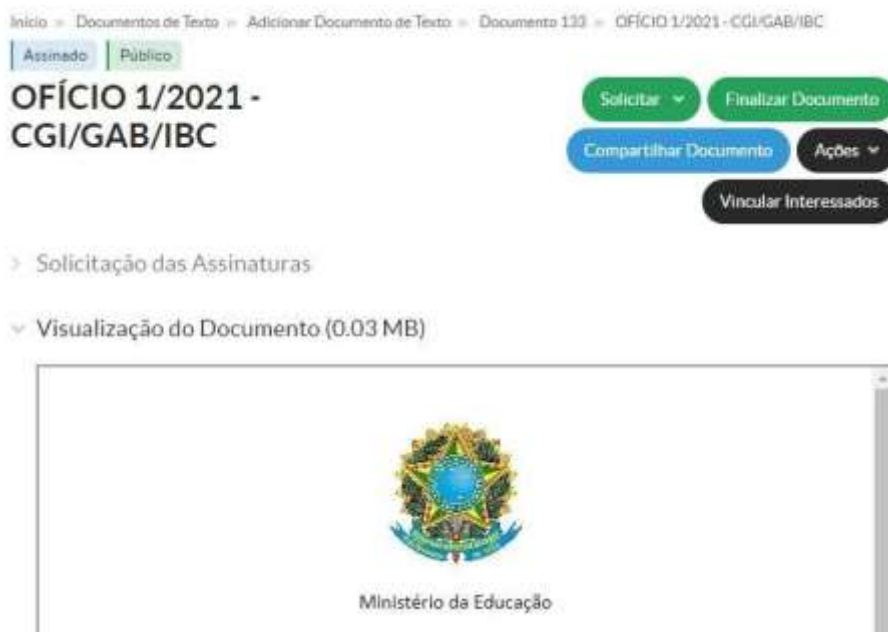 Início » Documentos de Texto » Adicionar Documento de Texto » Documento 133 » OFÍCIO 1/2021 - CGI/GAB/IBC
Assinado Público
OFÍCIO 1/2021 -
CGI/GAB/IBC
Solicitar Finalizar Documento
Compartilhar Documento Ações
Vincular Interessados
Solicitação das Assinaturas
Visualização do Documento (0.03 MB)
Ministério da Educação